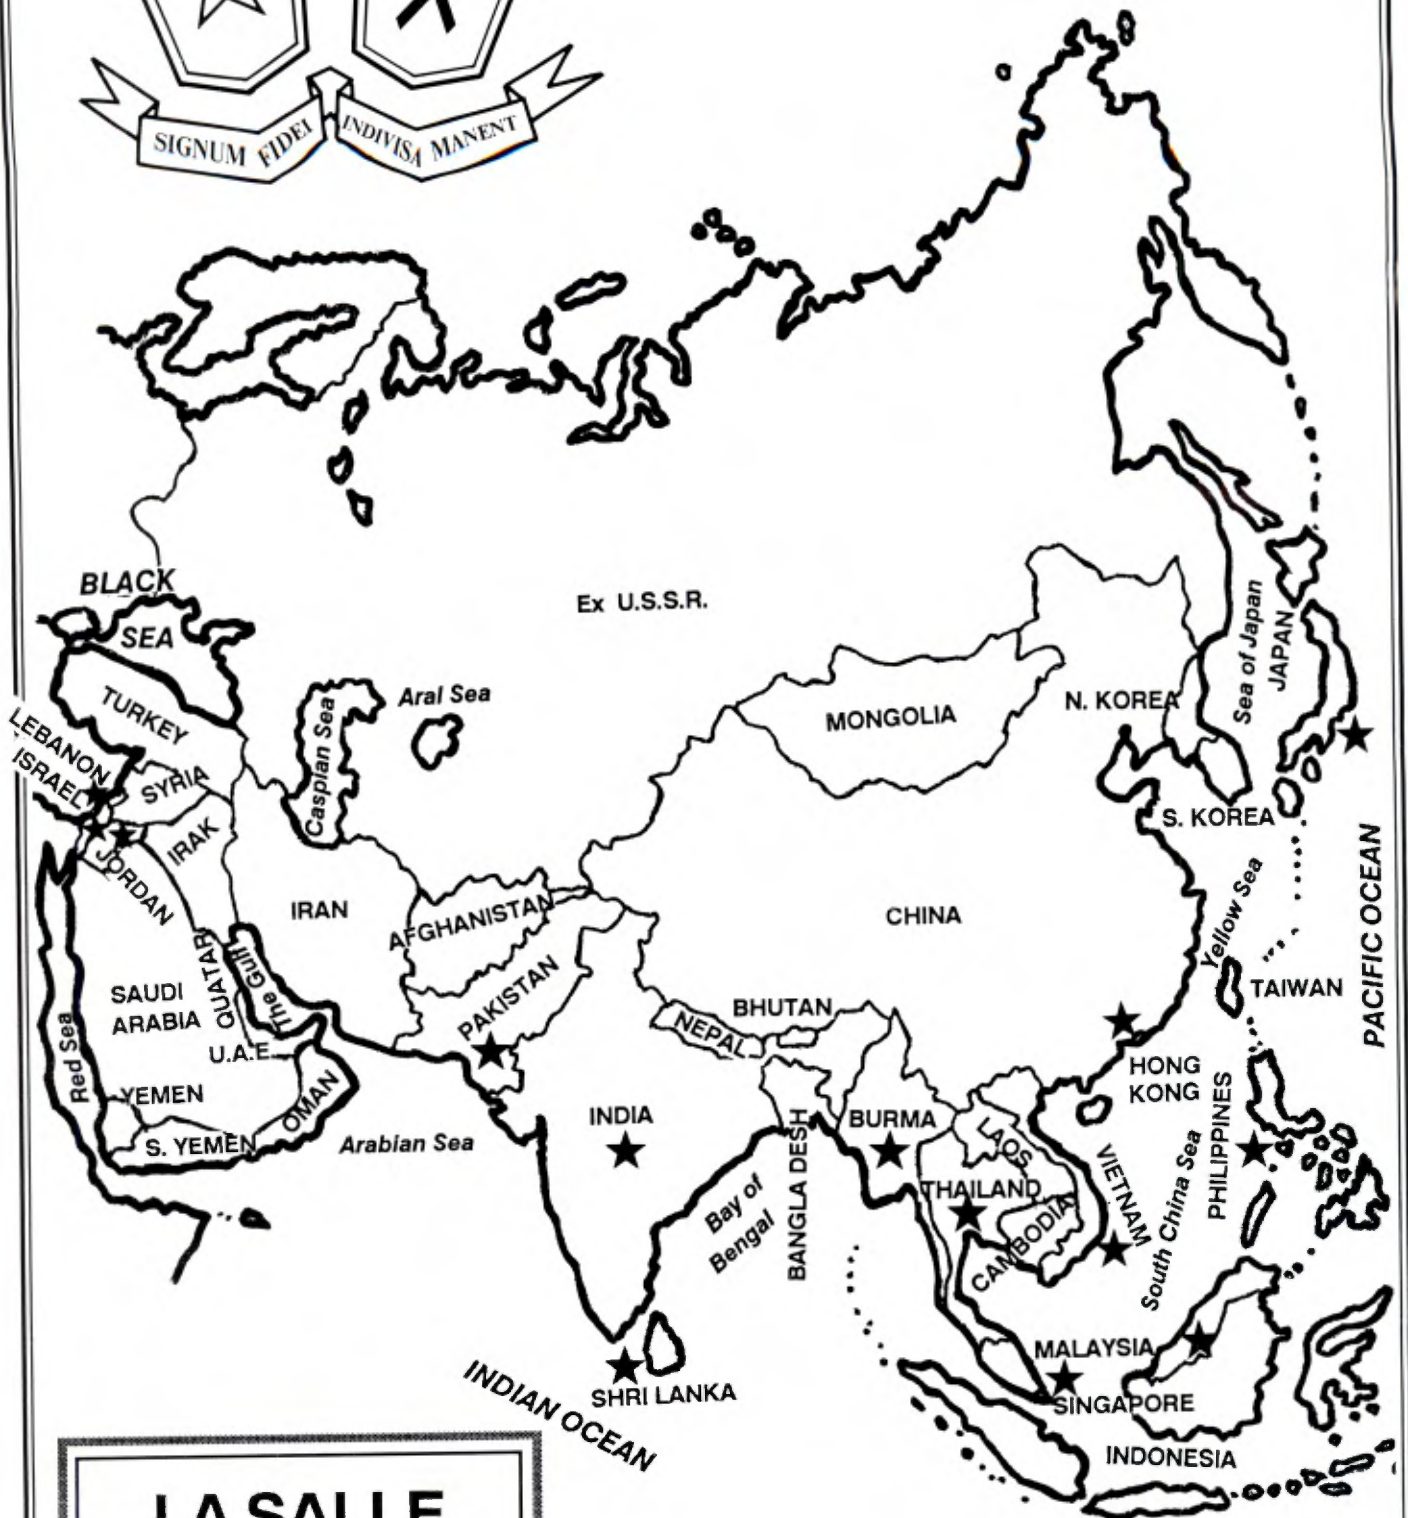 SIGNUM FIDEI
INDIVISA MANENT
BLACK
SEA
Ex U.S.S.R.
TURKEY
Caspian Sea
Aral Sea
MONGOLIA
N. KOREA
Sea of Japan
JAPAN
LEBANON
ISRAEL
SYRIA
IRAK
JORDAN
S. KOREA
IRAN
AFGHANISTAN
CHINA
Yellow Sea
PACIFIC OCEAN
SAUDI
ARABIA
QUATAR
The Gulf
PAKISTAN
NEPAL
BHUTAN
TAIWAN
Red Sea
U.A.E.
YEMEN
S. YEMEN
OMAN
Arabian Sea
INDIA
BANGLA DESH
BURMA
LAOS
HONG
KONG
PHILIPPINES
THAILAND
VIETNAM
CAMBODIA
South China Sea
Bay of
Bengal
MALAYSIA
SHRI LANKA
SINGAPORE
INDIAN OCEAN
INDONESIA
LA SALLE